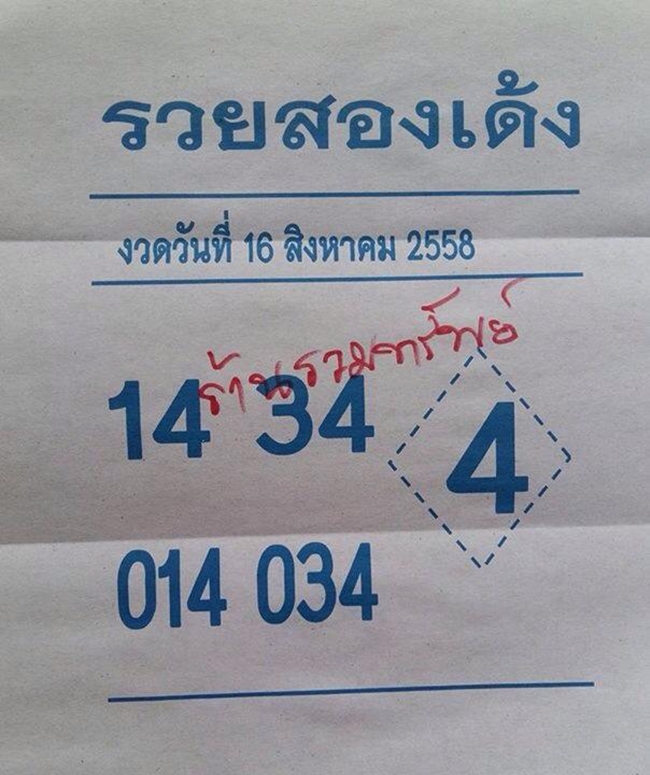 รวยสองเด้ง
งวดวันที่ 16 สิงหาคม 2558
ร้านรวมทรัพย์
14 34 4
014 034